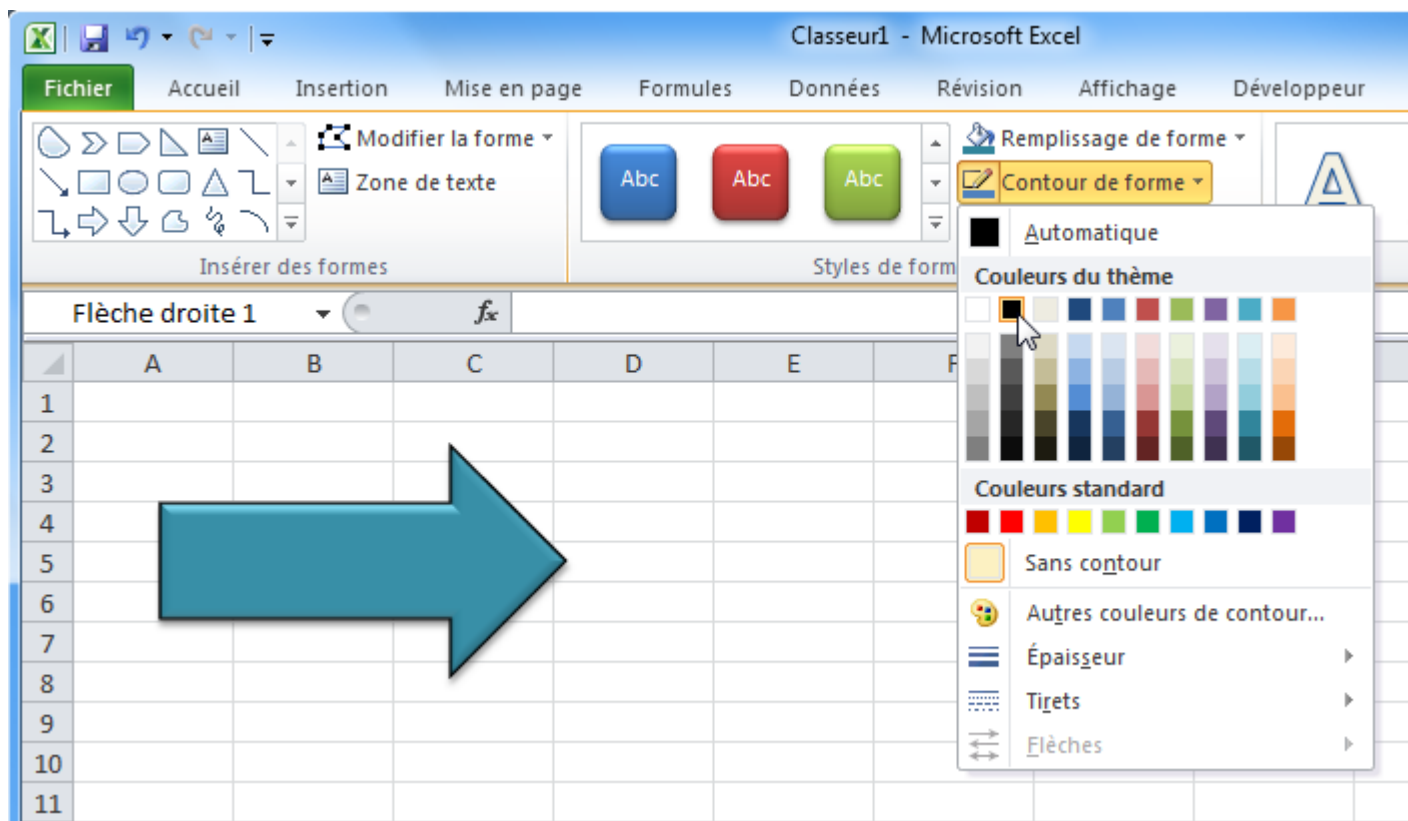 Classeur1 - Microsoft Excel
Fichier Accueil Insertion Mise en page Formules Données Révision Affichage Développeur
Modifier la forme
Zone de texte
Insérer des formes
Abc Abc Abc
Styles de form
Remplissage de forme
Contour de forme
A
Automatique
Couleurs du thème
Couleurs standard
Sans contour
Autres couleurs de contour...
Épaisseur
Tirets
Flèches
Flèche droite 1 fx
A B C D E F
1
2
3
4
5
6
7
8
9
10
11